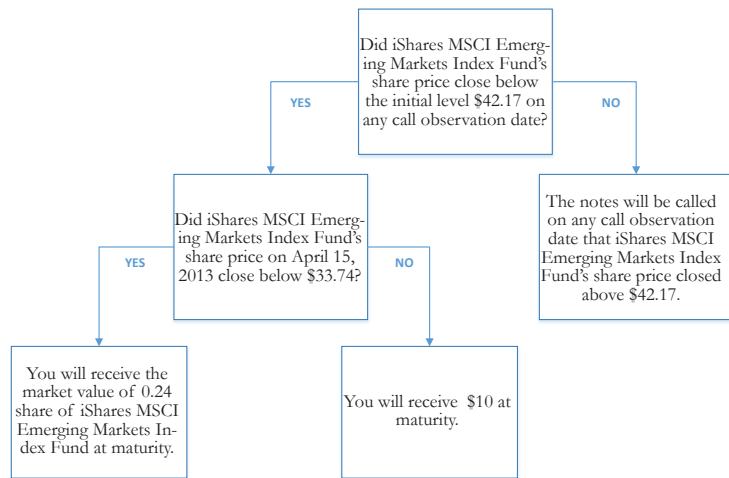 Did iShares MSCI Emerg-
ing Markets Index Fund's
share price close below
the initial level $42.17 on
any call observation date?
YES
NO
Did iShares MSCI Emerg-
ing Markets Index Fund's
share price on April 15,
2013 close below $33.74?
The notes will be called
on any call observation
date that iShares MSCI
Emerging Markets Index
Fund's share price closed
above $42.17.
YES
NO
You will receive the
market value of 0.24
share of iShares MSCI
Emerging Markets In-
dex Fund at maturity.
You will receive $10 at
maturity.